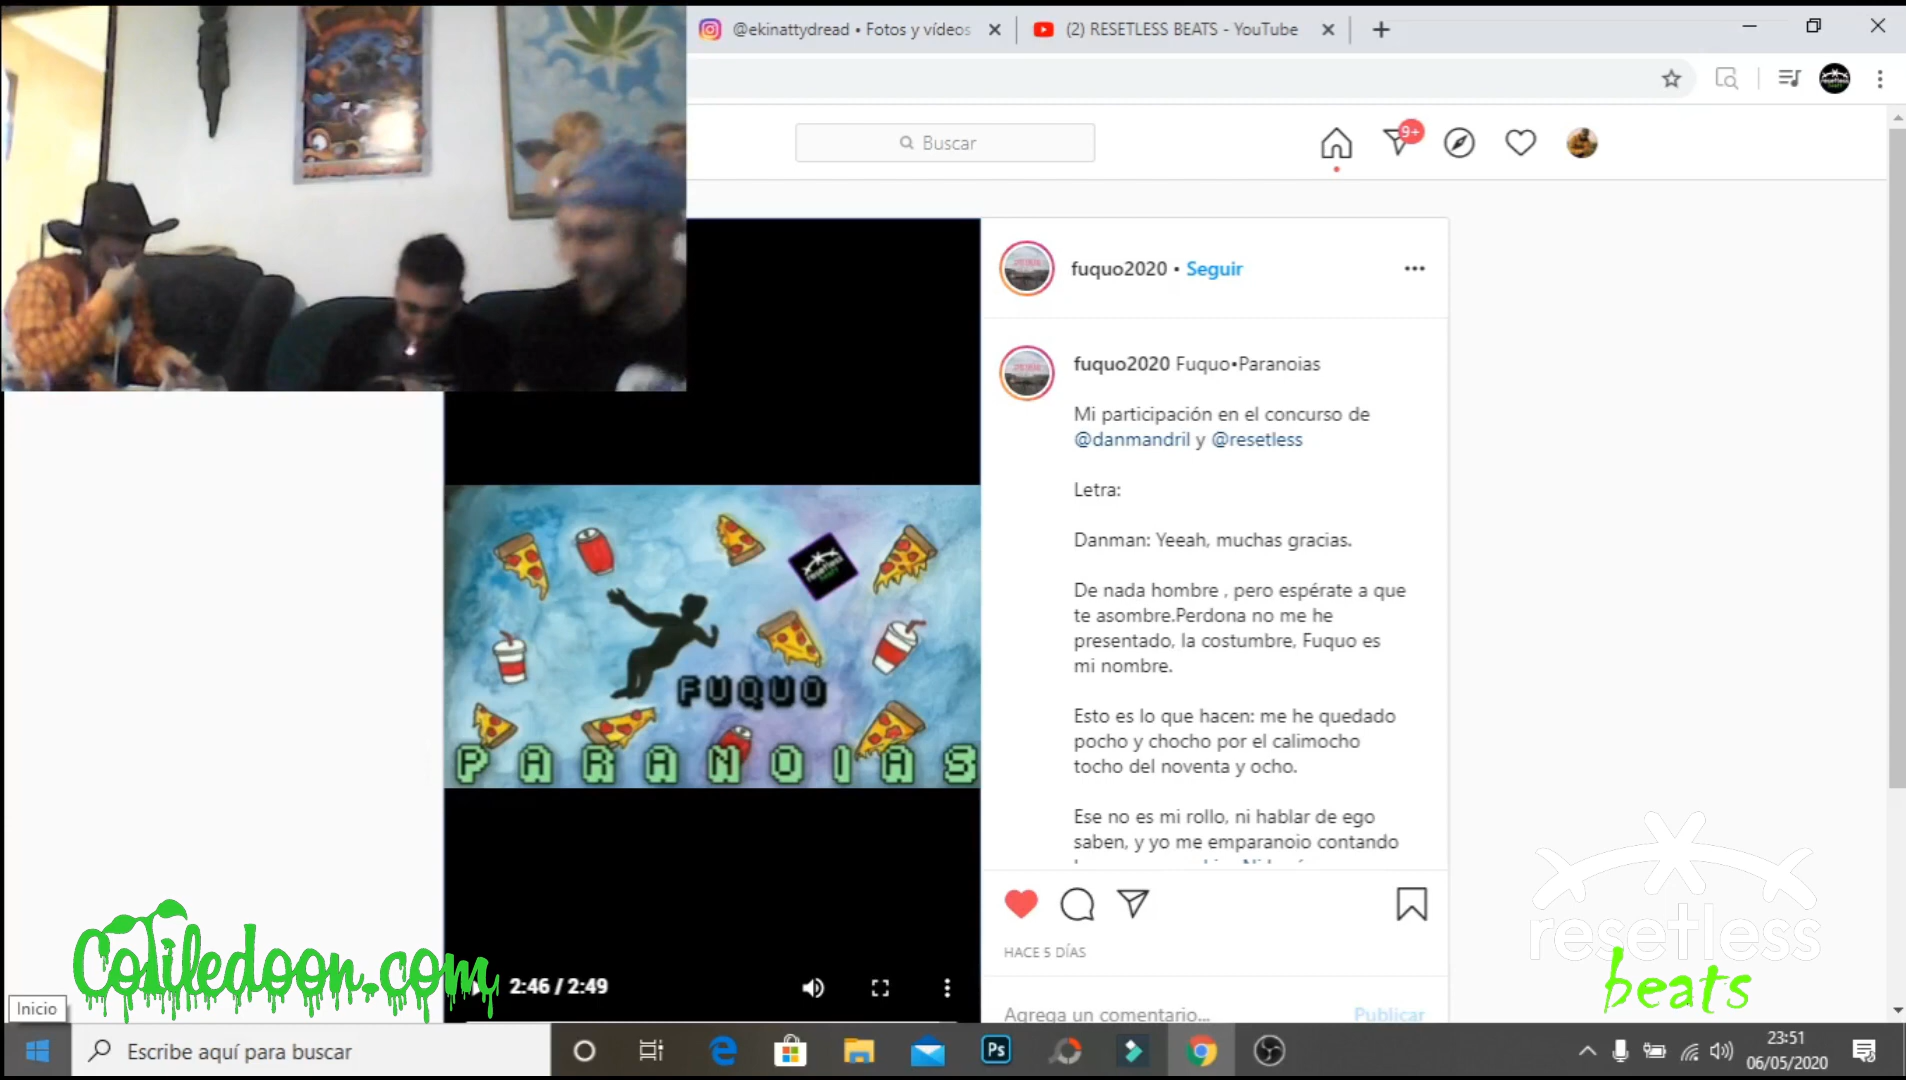 @ekinattydread • Fotos y vídeos
(2) RESETLESS BEATS - YouTube
Buscar
9+
fuquo2020 • Seguir
fuquo2020 Fuquo•Paranoias
Mi participación en el concurso de
@danmandril y @resetless
Letra:
Danman: Yeeah, muchas gracias.
De nada hombre , pero espérate a que
te asombre.Perdona no me he
presentado, la costumbre, Fuquo es
mi nombre.
Esto es lo que hacen: me he quedado
pocho y chocho por el calimocho
tocho del noventa y ocho.
Ese no es mi rollo, ni hablar de ego
saben, y yo me emparanoio contando
resetless
beats
FUQUO
PARANOIAS
HACE 5 DÍAS
Agrega un comentario...
Publicar
2:46 / 2:49
Cotiledoon.com
resetless
beats
Inicio
Escribe aquí para buscar
Ps
23:51
06/05/2020